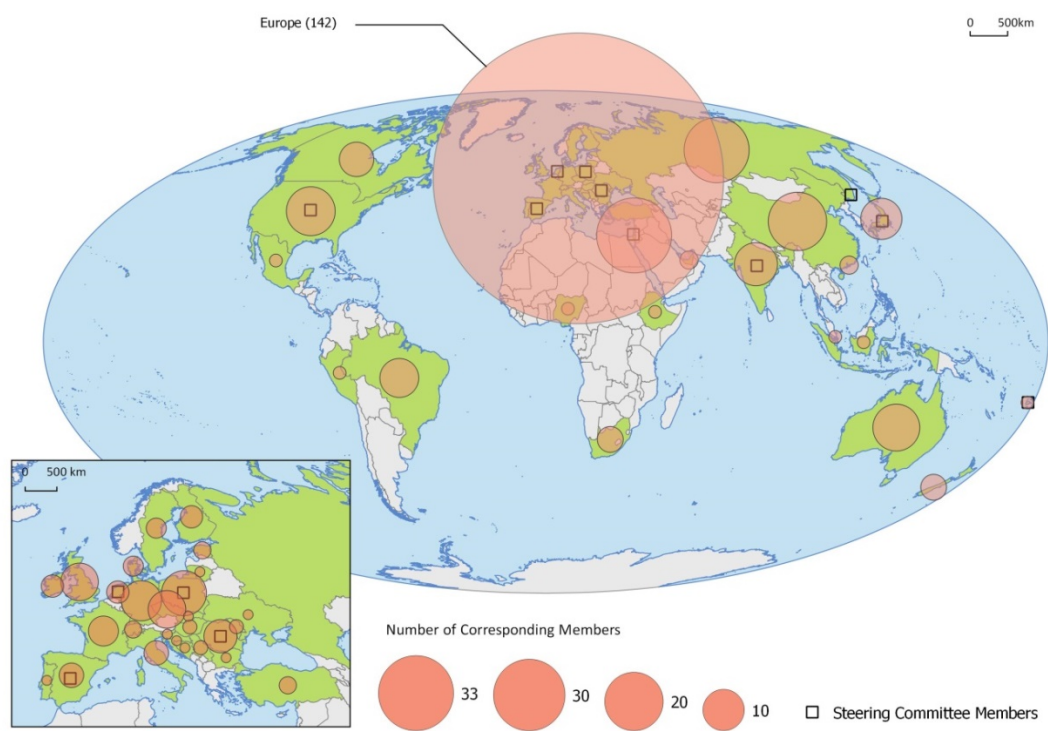 Europe (142)
0 500km
0 500 km
Number of Corresponding Members
33
30
20
10
Steering Committee Members